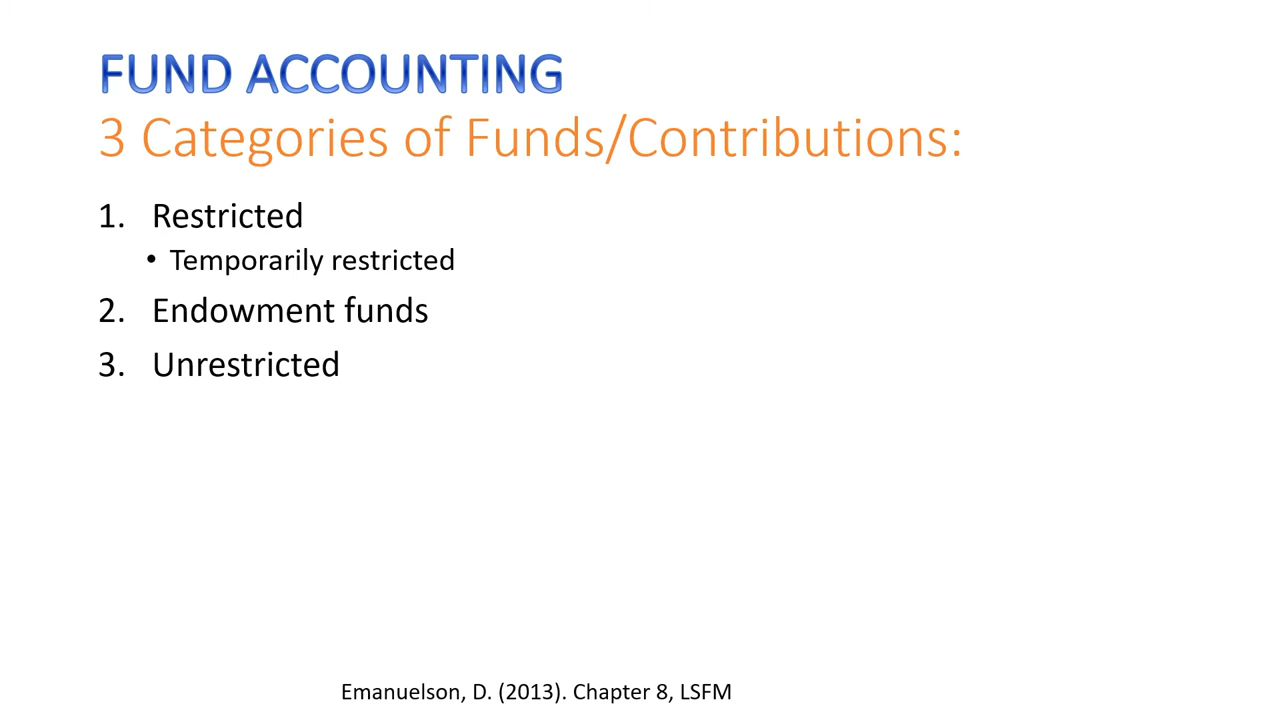 FUND ACCOUNTING
3 Categories of Funds/Contributions:
1. Restricted
• Temporarily restricted
2. Endowment funds
3. Unrestricted
Emanuelson, D. (2013). Chapter 8, LSFM